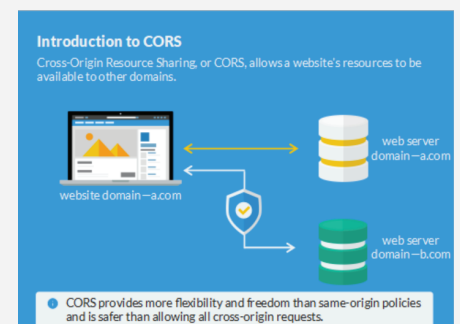 Introduction to CORS
Cross-Origin Resource Sharing, or CORS, allows a website's resources to be
available to other domains.
web server
domain—a.com
website domain—a.com
web server
domain—b.com
CORS provides more flexibility and freedom than same-origin policies
and is safer than allowing all cross-origin requests.